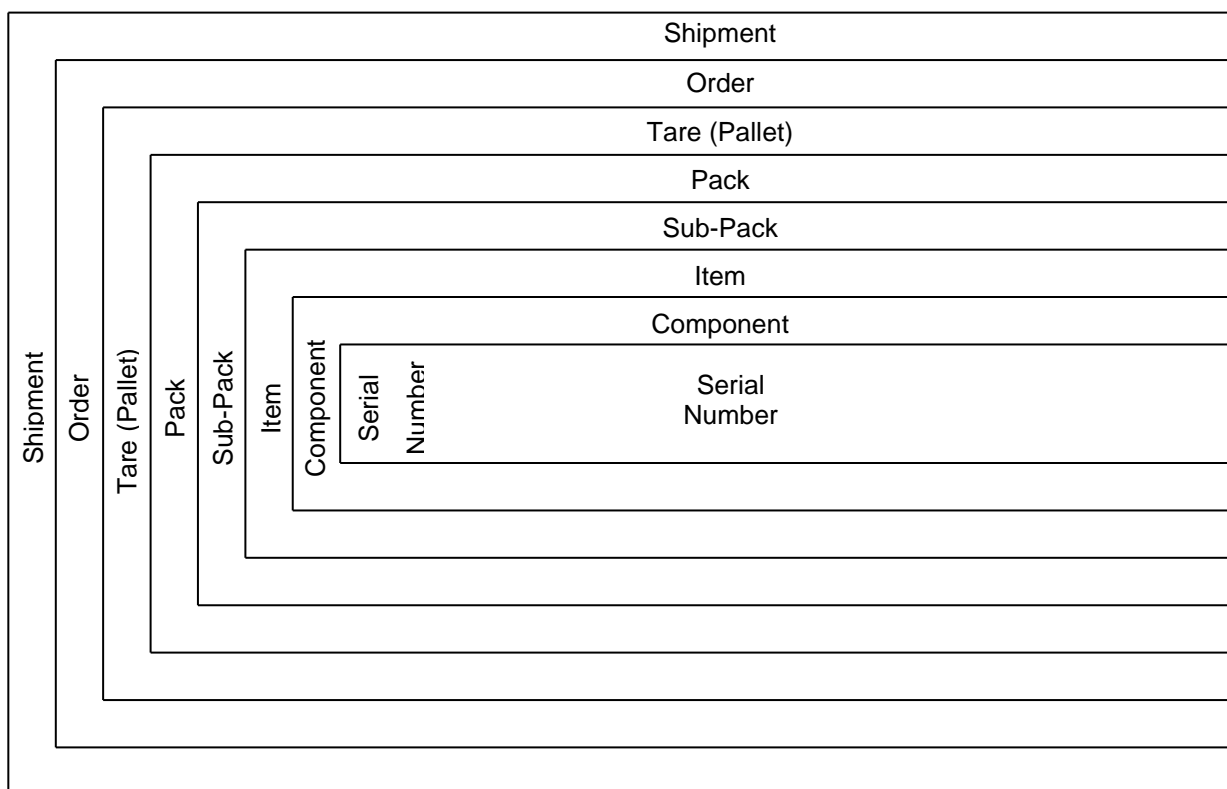 Shipment
Order
Tare (Pallet)
Pack
Sub-Pack
Item
Component
Serial
Number
Shipment
Order
Tare (Pallet)
Pack
Sub-Pack
Item
Component
Serial
Number